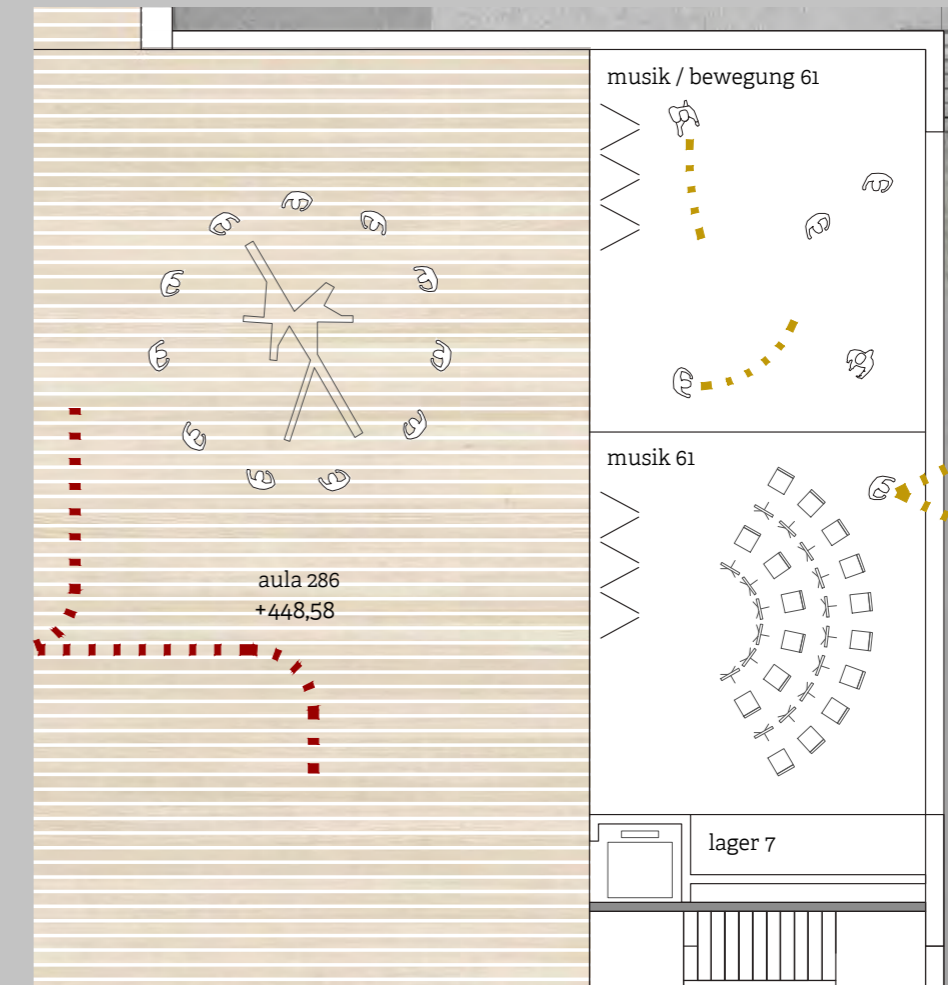 musik / bewegung 61
musik 61
aula 286
+448,58
lager 7